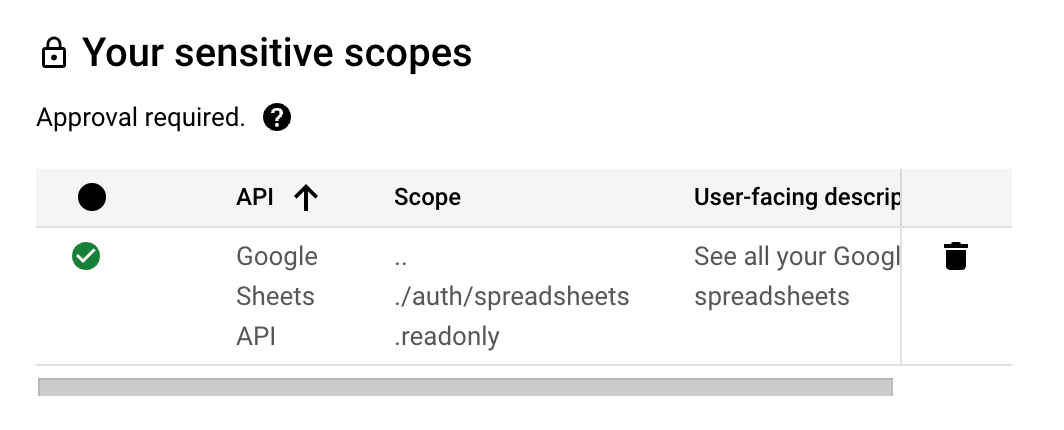 Your sensitive scopes
Approval required.
API Scope User-facing descrip
Google .. See all your Googl
Sheets ./auth/spreadsheets spreadsheets
API .readonly